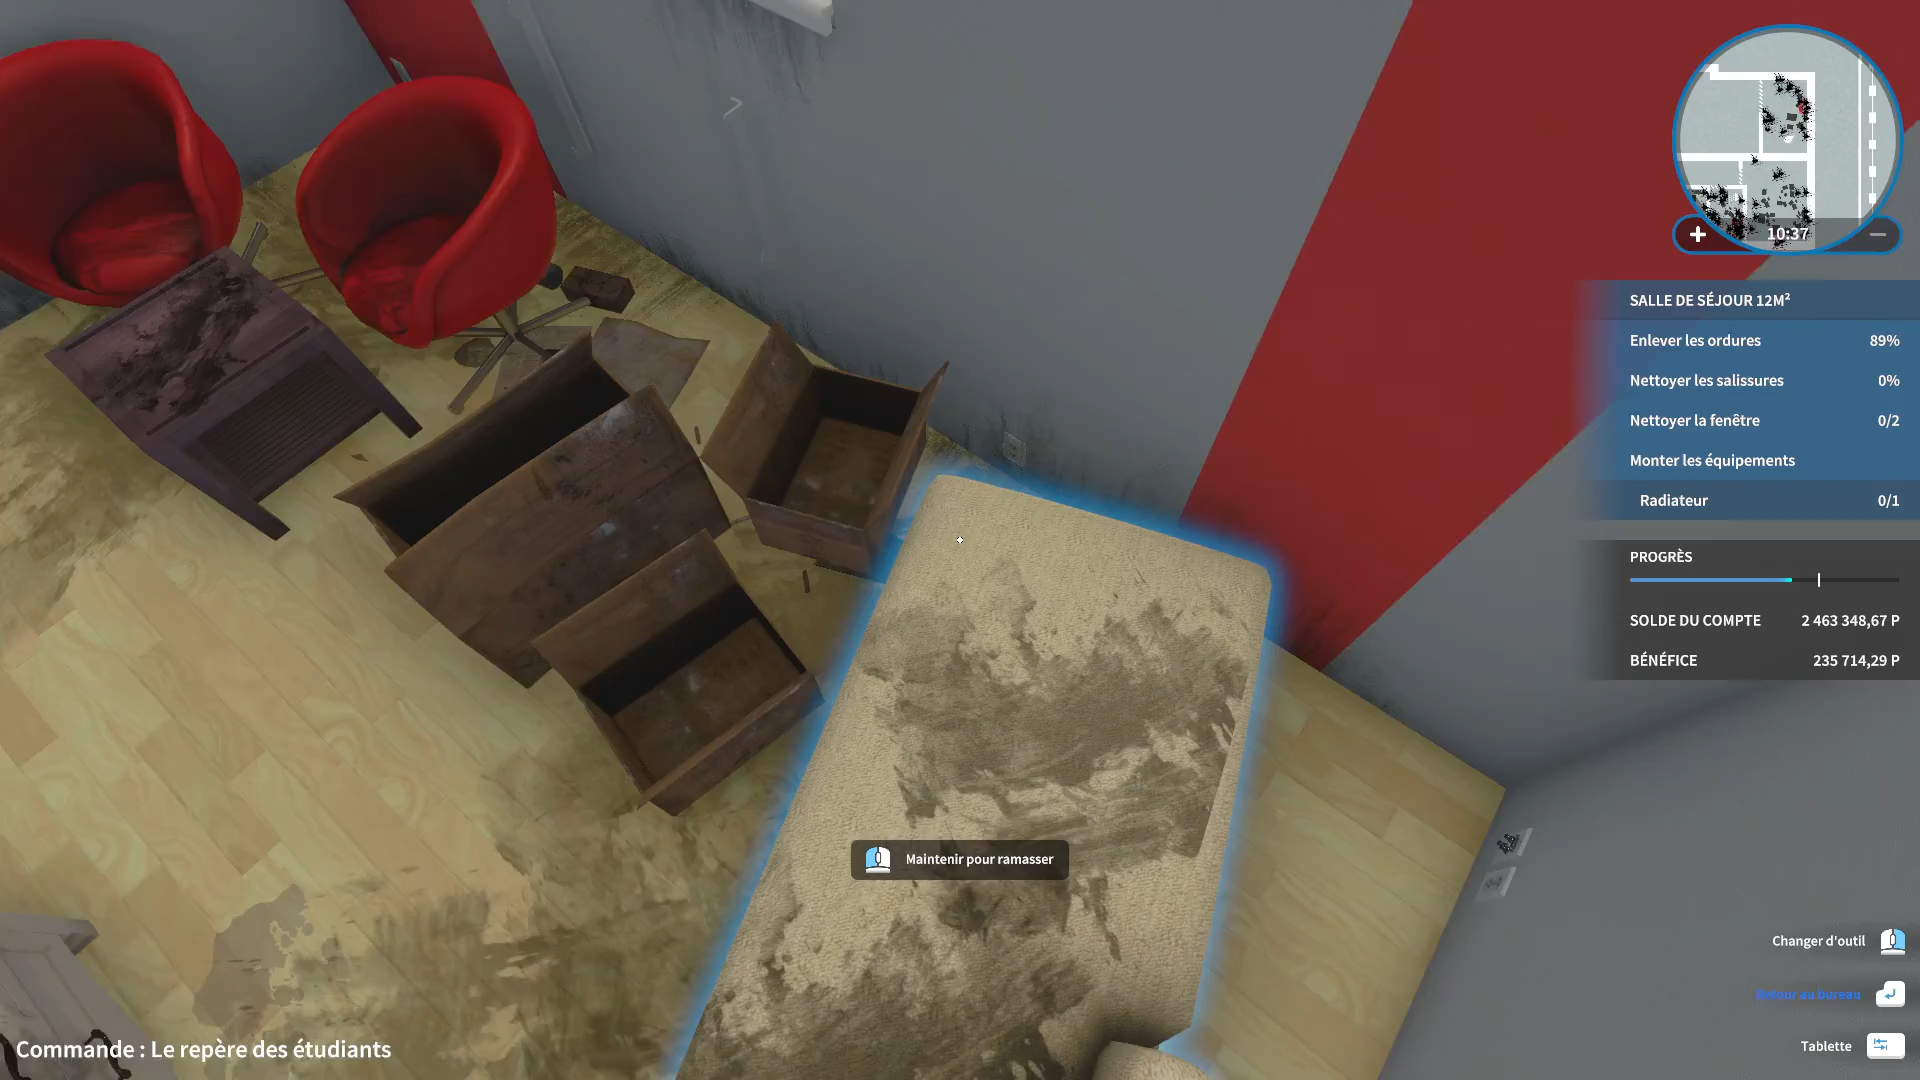 10:37
SALLE DE SÉJOUR 12M²
Enlever les ordures 89%
Nettoyer les salissures 0%
Nettoyer la fenêtre 0/2
Monter les équipements
Radiateur 0/1
PROGRÈS
SOLDE DU COMPTE 2 463 348,67 P
BÉNÉFICE 235 714,29 P
Maintenir pour ramasser
Changer d'outil
Retour au bureau
Tablette
Commande : Le repère des étudiants